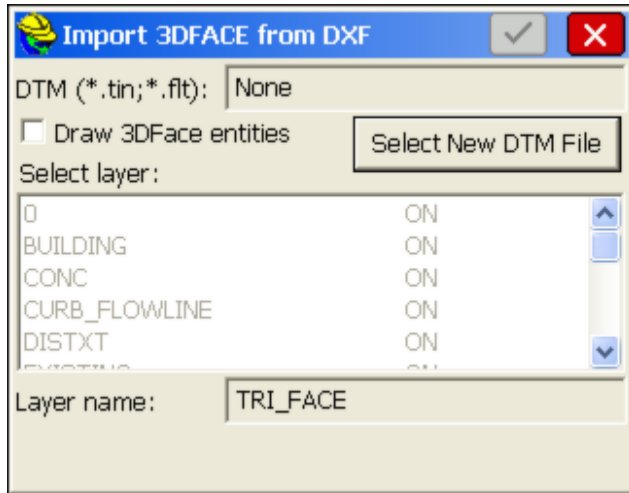 Import 3DFACE from DXF
DTM (*.tin;*.flt): None
Draw 3DFace entities
Select New DTM File
Select layer:
0 ON
BUILDING ON
CONC ON
CURB_FLOWLINE ON
DISTXT ON
Layer name: TRI_FACE